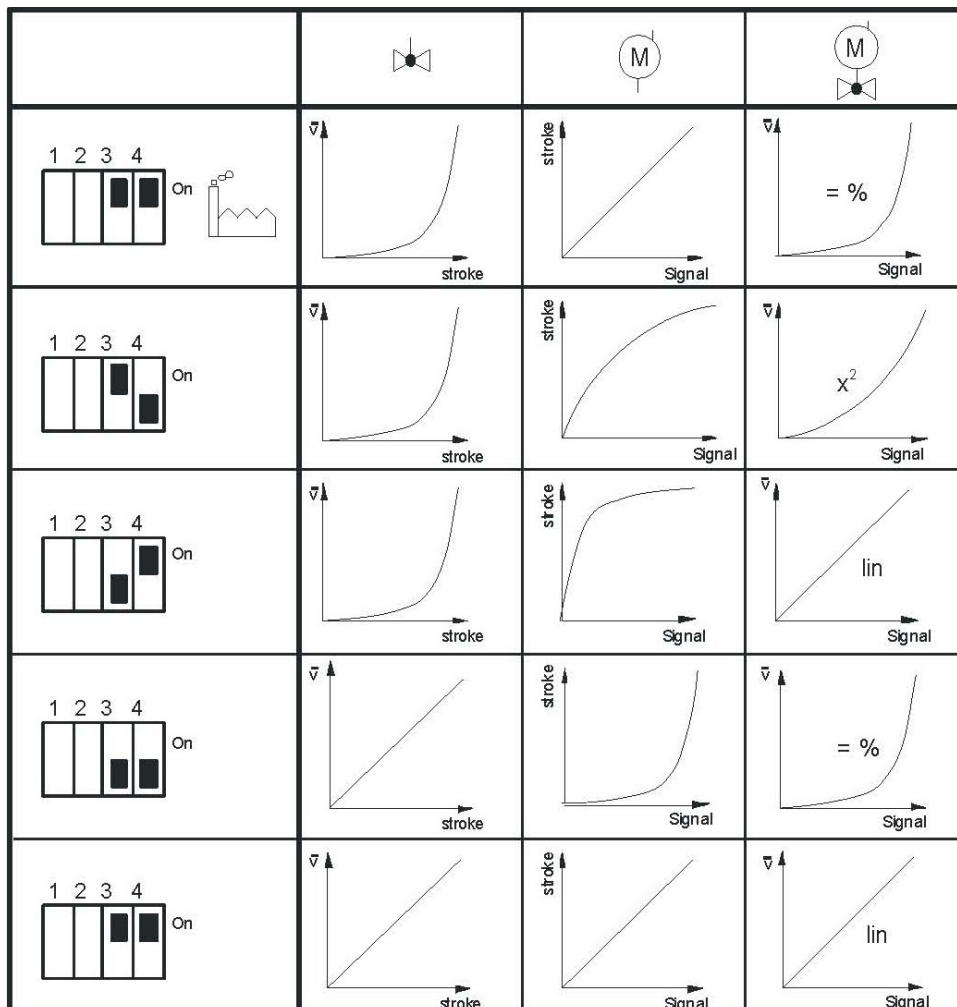 M
M
1 2 3 4
On
v̄
stroke
stroke
Signal
v̄
= %
Signal
1 2 3 4
On
v̄
stroke
stroke
Signal
v̄
x²
Signal
1 2 3 4
On
v̄
stroke
stroke
Signal
v̄
lin
Signal
1 2 3 4
On
v̄
stroke
stroke
Signal
v̄
= %
Signal
1 2 3 4
On
v̄
stroke
stroke
Signal
v̄
lin
Signal